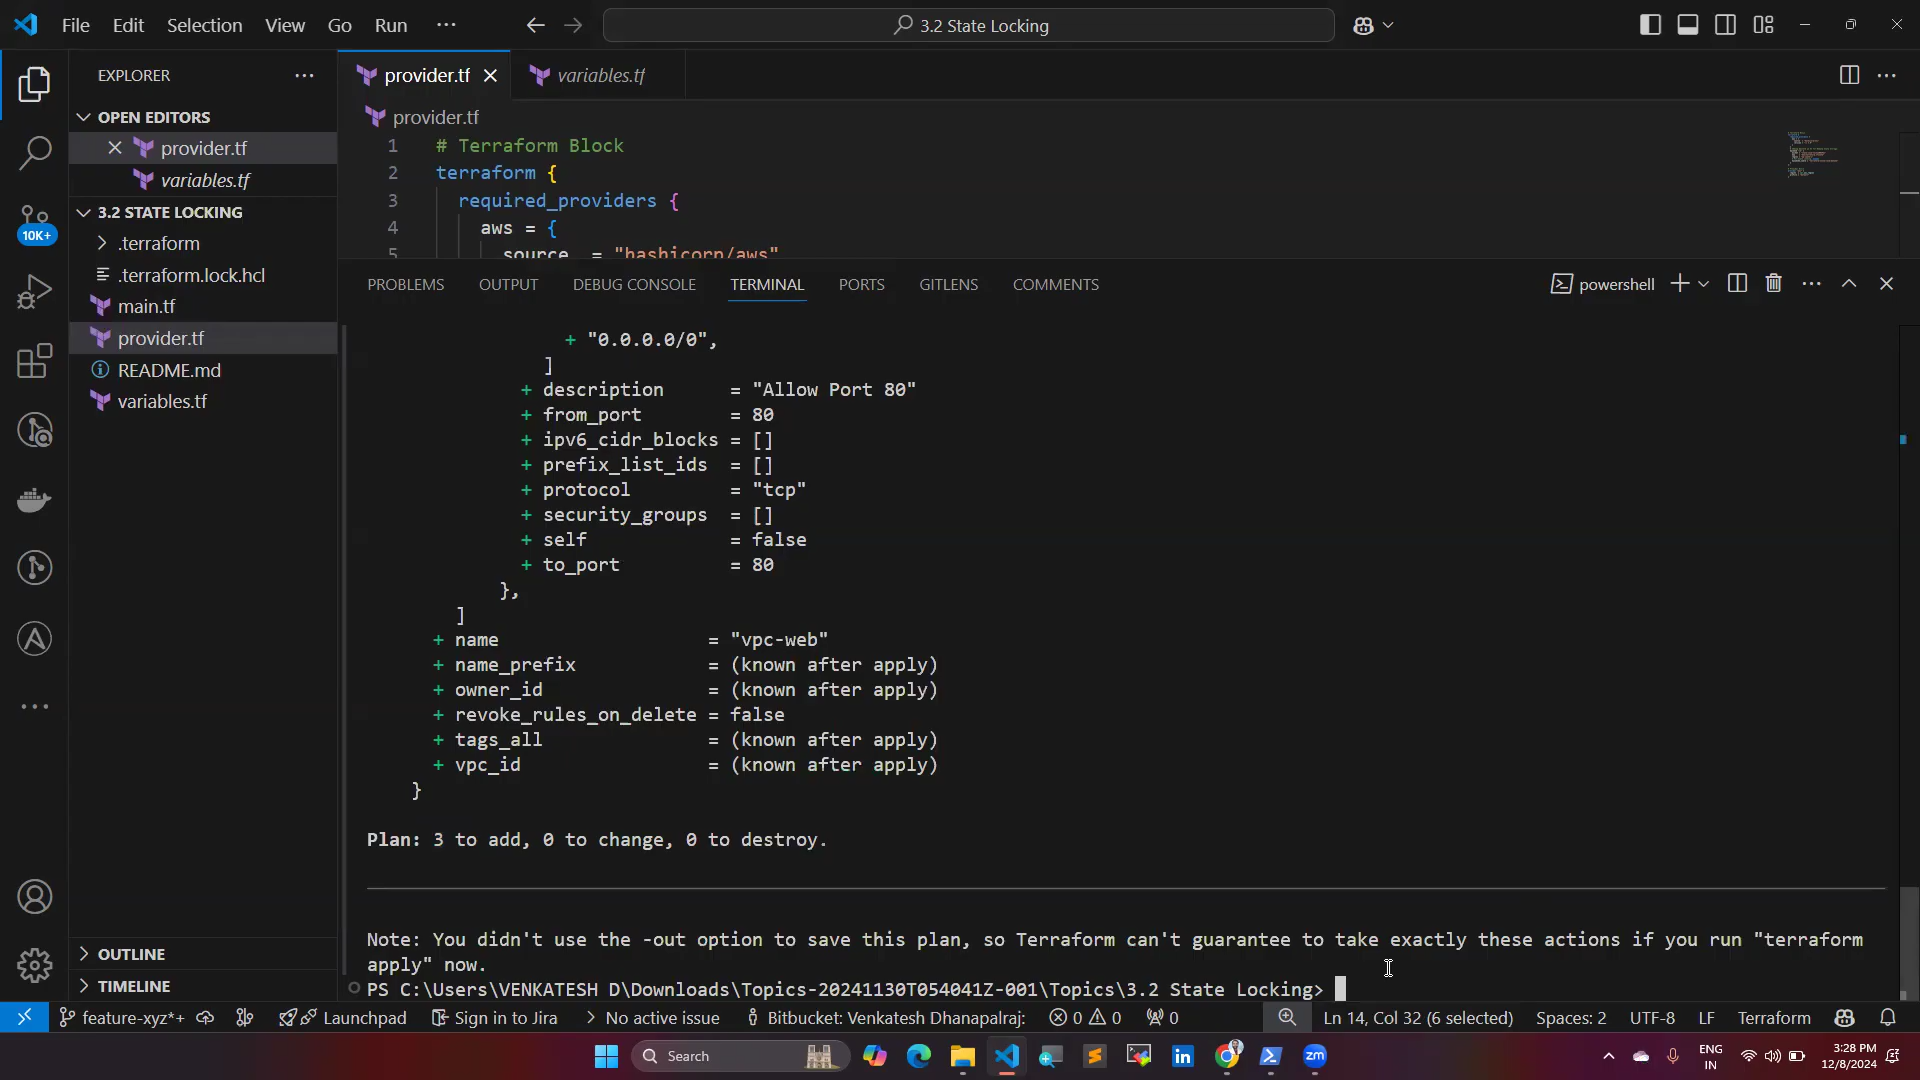 File Edit Selection View Go Run ···
3.2 State Locking
EXPLORER
OPEN EDITORS
provider.tf
variables.tf
3.2 STATE LOCKING
.terraform
.terraform.lock.hcl
main.tf
provider.tf
README.md
variables.tf
OUTLINE
TIMELINE
10K+
provider.tf
variables.tf
provider.tf
1 # Terraform Block
2 terraform {
3 required_providers {
4 aws = {
5 source = "hashicorp/aws"
PROBLEMS OUTPUT DEBUG CONSOLE TERMINAL PORTS GITLENS COMMENTS
powershell
+ "0.0.0.0/0",
]
+ description = "Allow Port 80"
+ from_port = 80
+ ipv6_cidr_blocks = []
+ prefix_list_ids = []
+ protocol = "tcp"
+ security_groups = []
+ self = false
+ to_port = 80
},
]
+ name = "vpc-web"
+ name_prefix = (known after apply)
+ owner_id = (known after apply)
+ revoke_rules_on_delete = false
+ tags_all = (known after apply)
+ vpc_id = (known after apply)
}
Plan: 3 to add, 0 to change, 0 to destroy.
Note: You didn't use the -out option to save this plan, so Terraform can't guarantee to take exactly these actions if you run "terraform
apply" now.
PS C:\Users\VENKATESH D\Downloads\Topics-20241130T054041Z-001\Topics\3.2 State Locking>
feature-xyz*+ Launchpad Sign in to Jira No active issue Bitbucket: Venkatesh Dhanapalraj: 0 0 0 Ln 14, Col 32 (6 selected) Spaces: 2 UTF-8 LF Terraform
Search
zm
ENG
IN
3:28 PM
12/8/2024